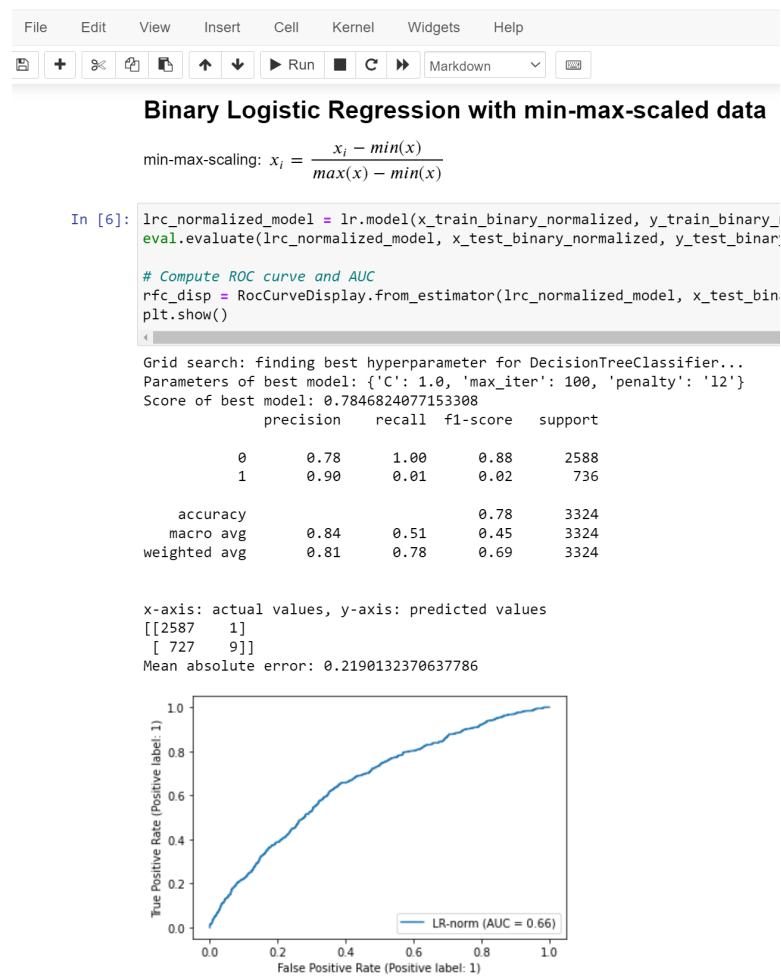 File Edit View Insert Cell Kernel Widgets Help
Run Markdown
Binary Logistic Regression with min-max-scaled data
min-max-scaling: x_i = (x_i − min(x)) / (max(x) − min(x))
In [6]: lrc_normalized_model = lr.model(x_train_binary_normalized, y_train_binary_
eval.evaluate(lrc_normalized_model, x_test_binary_normalized, y_test_binary
# Compute ROC curve and AUC
rfc_disp = RocCurveDisplay.from_estimator(lrc_normalized_model, x_test_bin
plt.show()
Grid search: finding best hyperparameter for DecisionTreeClassifier...
Parameters of best model: {'C': 1.0, 'max_iter': 100, 'penalty': 'l2'}
Score of best model: 0.7846824077153308
precision recall f1-score support
0 0.78 1.00 0.88 2588
1 0.90 0.01 0.02 736
accuracy 0.78 3324
macro avg 0.84 0.51 0.45 3324
weighted avg 0.81 0.78 0.69 3324
x-axis: actual values, y-axis: predicted values
[[2587 1]
[ 727 9]]
Mean absolute error: 0.2190132370637786
True Positive Rate (Positive label: 1)
1.0
0.8
0.6
0.4
0.2
0.0
LR-norm (AUC = 0.66)
0.0 0.2 0.4 0.6 0.8 1.0
False Positive Rate (Positive label: 1)